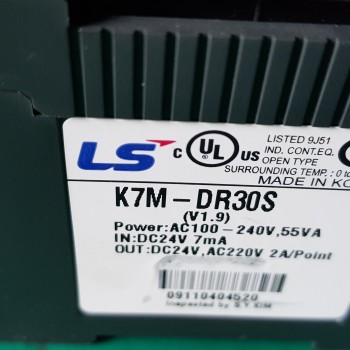 LS
c UL US
LISTED 9J51
IND. CONT.EQ.
OPEN TYPE
SURROUNDING TEMP. : 0 to
MADE IN KO
K7M-DR30S
(V1.9)
Power:AC100-240V,55VA
IN:DC24V 7mA
OUT:DC24V,AC220V 2A/Point
09110404520
Inspected by